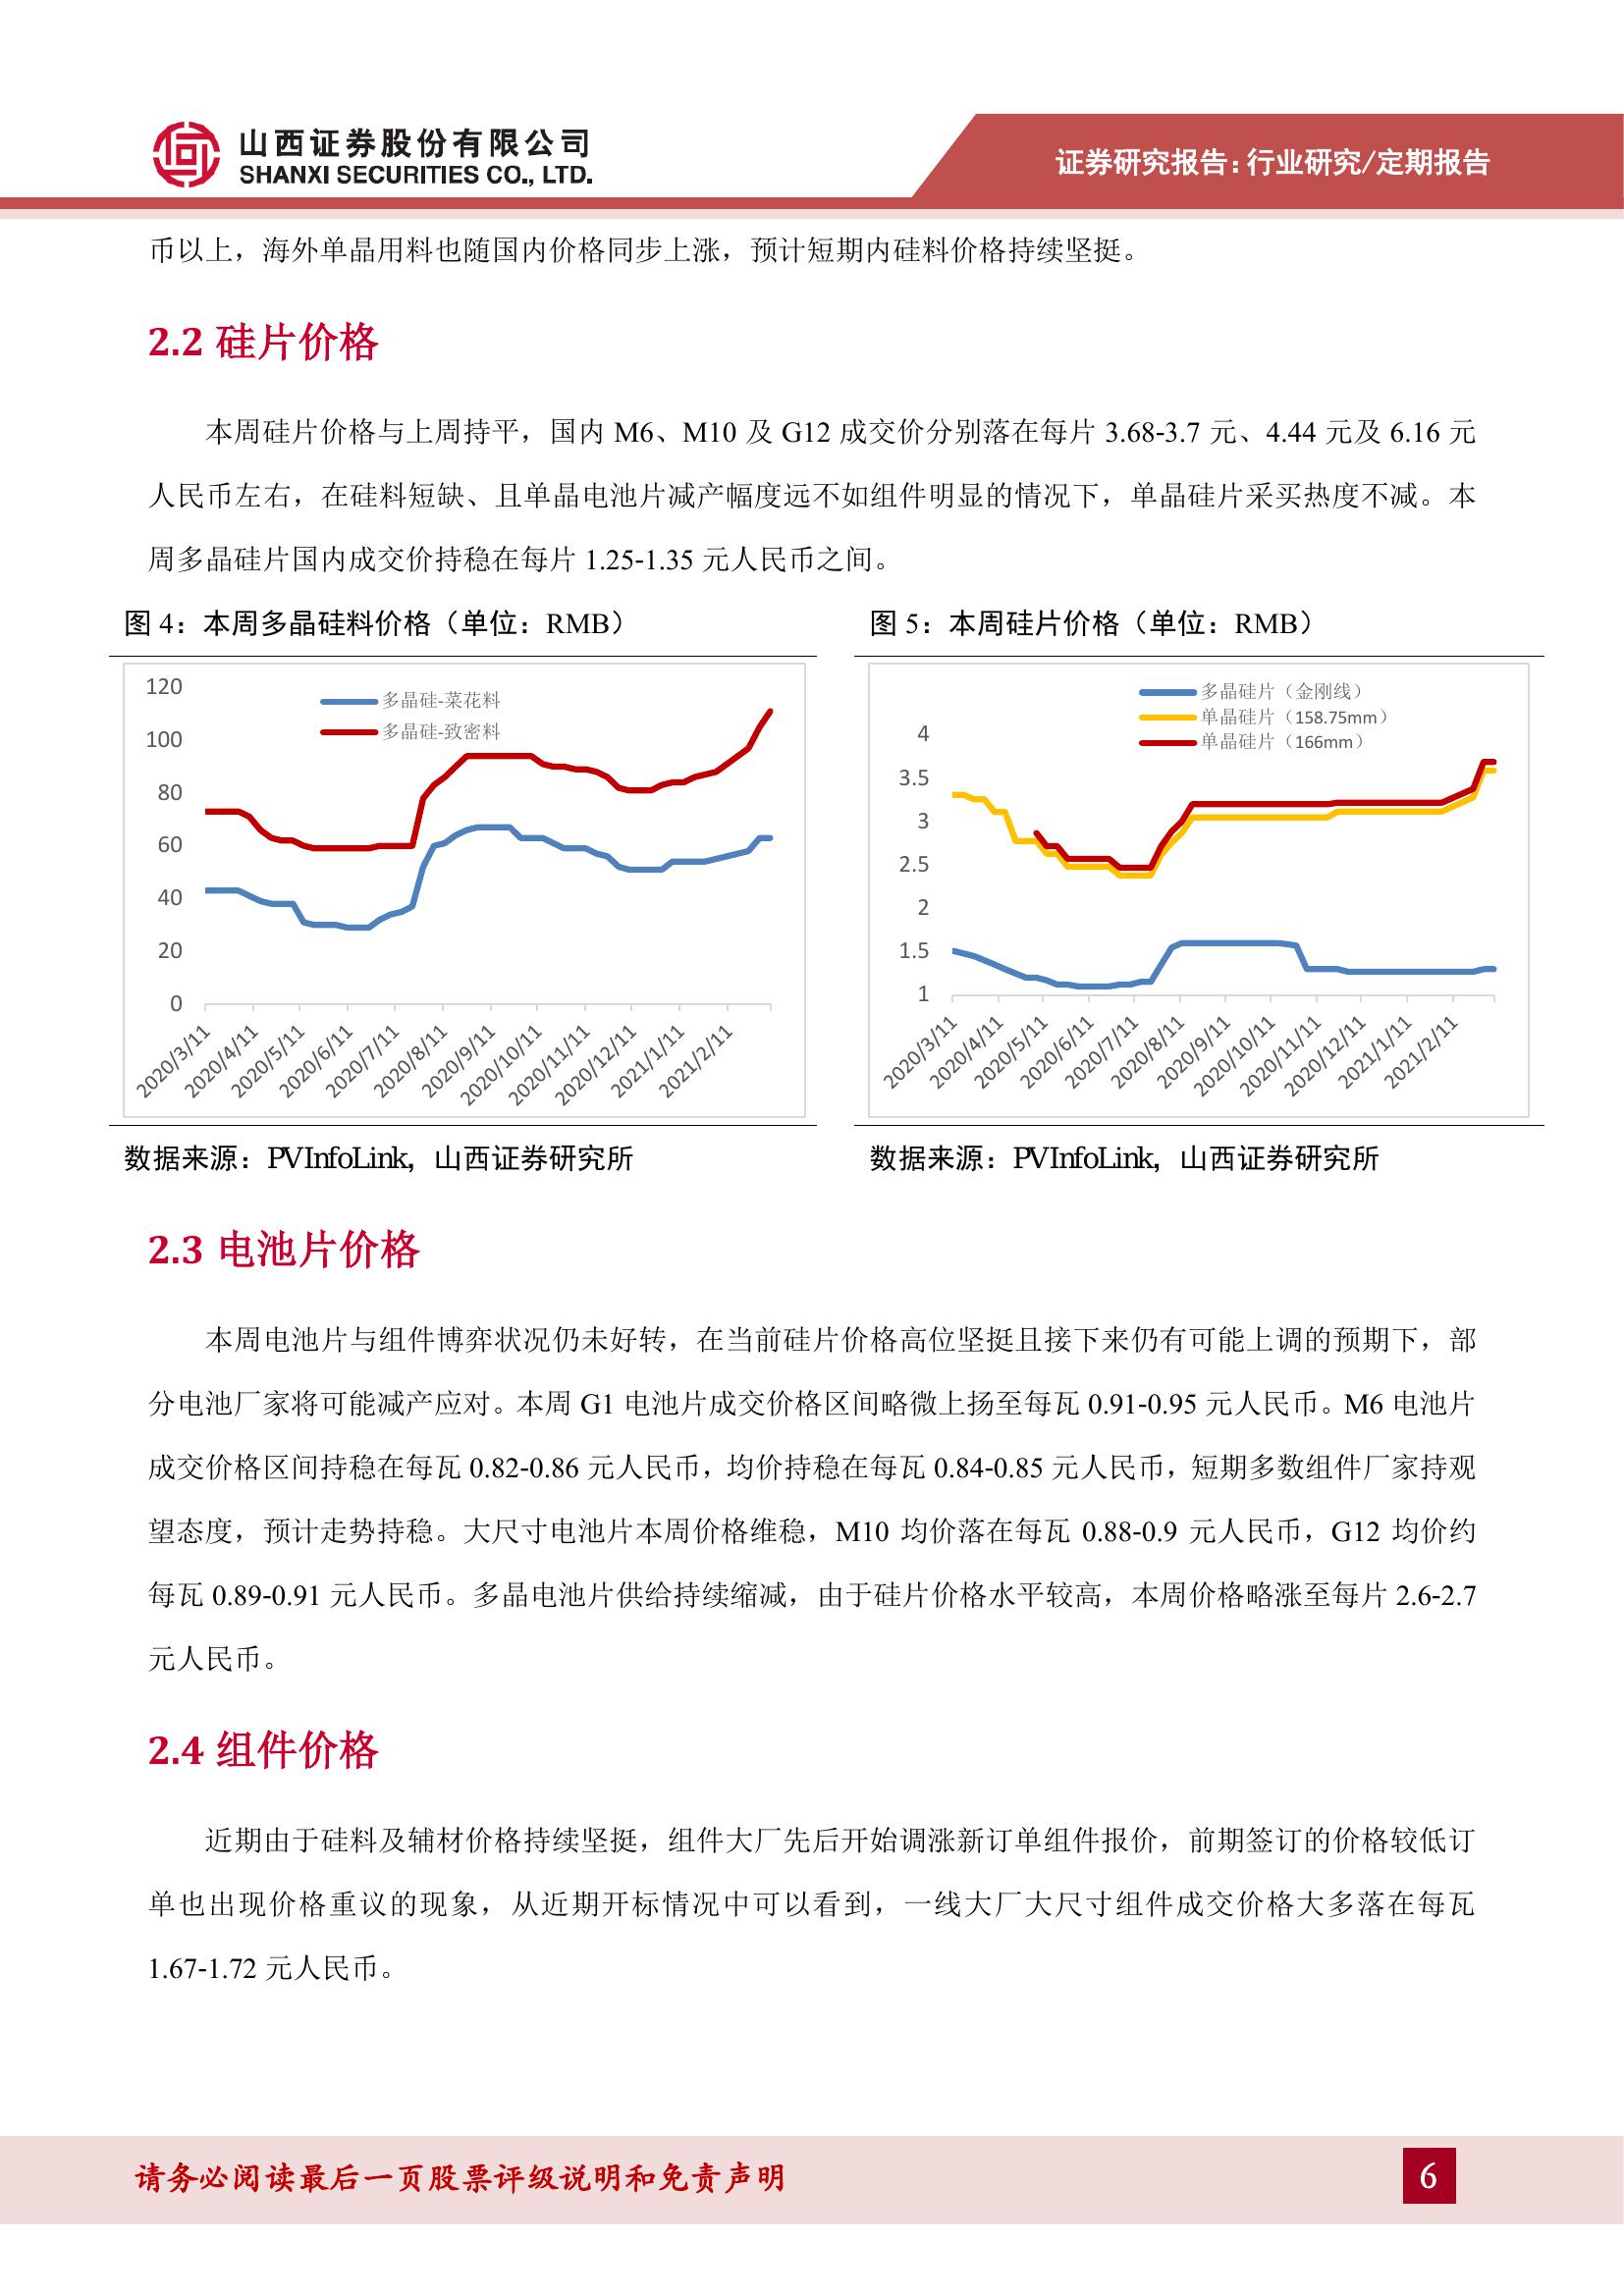 山西证券股份有限公司
SHANXI SECURITIES CO., LTD.
证券研究报告：行业研究/定期报告
币以上，海外单晶用料也随国内价格同步上涨，预计短期内硅料价格持续坚挺。
2.2 硅片价格
本周硅片价格与上周持平，国内 M6、M10 及 G12 成交价分别落在每片 3.68-3.7 元、4.44 元及 6.16 元
人民币左右，在硅料短缺、且单晶电池片减产幅度远不如组件明显的情况下，单晶硅片采买热度不减。本
周多晶硅片国内成交价持稳在每片 1.25-1.35 元人民币之间。
图 4：本周多晶硅料价格（单位：RMB）
120
100
80
60
40
20
0
多晶硅-菜花料
多晶硅-致密料
2020/3/11
2020/4/11
2020/5/11
2020/6/11
2020/7/11
2020/8/11
2020/9/11
2020/10/11
2020/11/11
2020/12/11
2021/1/11
2021/2/11
数据来源：PVInfoLink，山西证券研究所
图 5：本周硅片价格（单位：RMB）
多晶硅片（金刚线）
单晶硅片（158.75mm）
单晶硅片（166mm）
4
3.5
3
2.5
2
1.5
1
2020/3/11
2020/4/11
2020/5/11
2020/6/11
2020/7/11
2020/8/11
2020/9/11
2020/10/11
2020/11/11
2020/12/11
2021/1/11
2021/2/11
数据来源：PVInfoLink，山西证券研究所
2.3 电池片价格
本周电池片与组件博弈状况仍未好转，在当前硅片价格高位坚挺且接下来仍有可能上调的预期下，部
分电池厂家将可能减产应对。本周 G1 电池片成交价格区间略微上扬至每瓦 0.91-0.95 元人民币。M6 电池片
成交价格区间持稳在每瓦 0.82-0.86 元人民币，均价持稳在每瓦 0.84-0.85 元人民币，短期多数组件厂家持观
望态度，预计走势持稳。大尺寸电池片本周价格维稳，M10 均价落在每瓦 0.88-0.9 元人民币，G12 均价约
每瓦 0.89-0.91 元人民币。多晶电池片供给持续缩减，由于硅片价格水平较高，本周价格略涨至每片 2.6-2.7
元人民币。
2.4 组件价格
近期由于硅料及辅材价格持续坚挺，组件大厂先后开始调涨新订单组件报价，前期签订的价格较低订
单也出现价格重议的现象，从近期开标情况中可以看到，一线大厂大尺寸组件成交价格大多落在每瓦
1.67-1.72 元人民币。
请务必阅读最后一页股票评级说明和免责声明
6